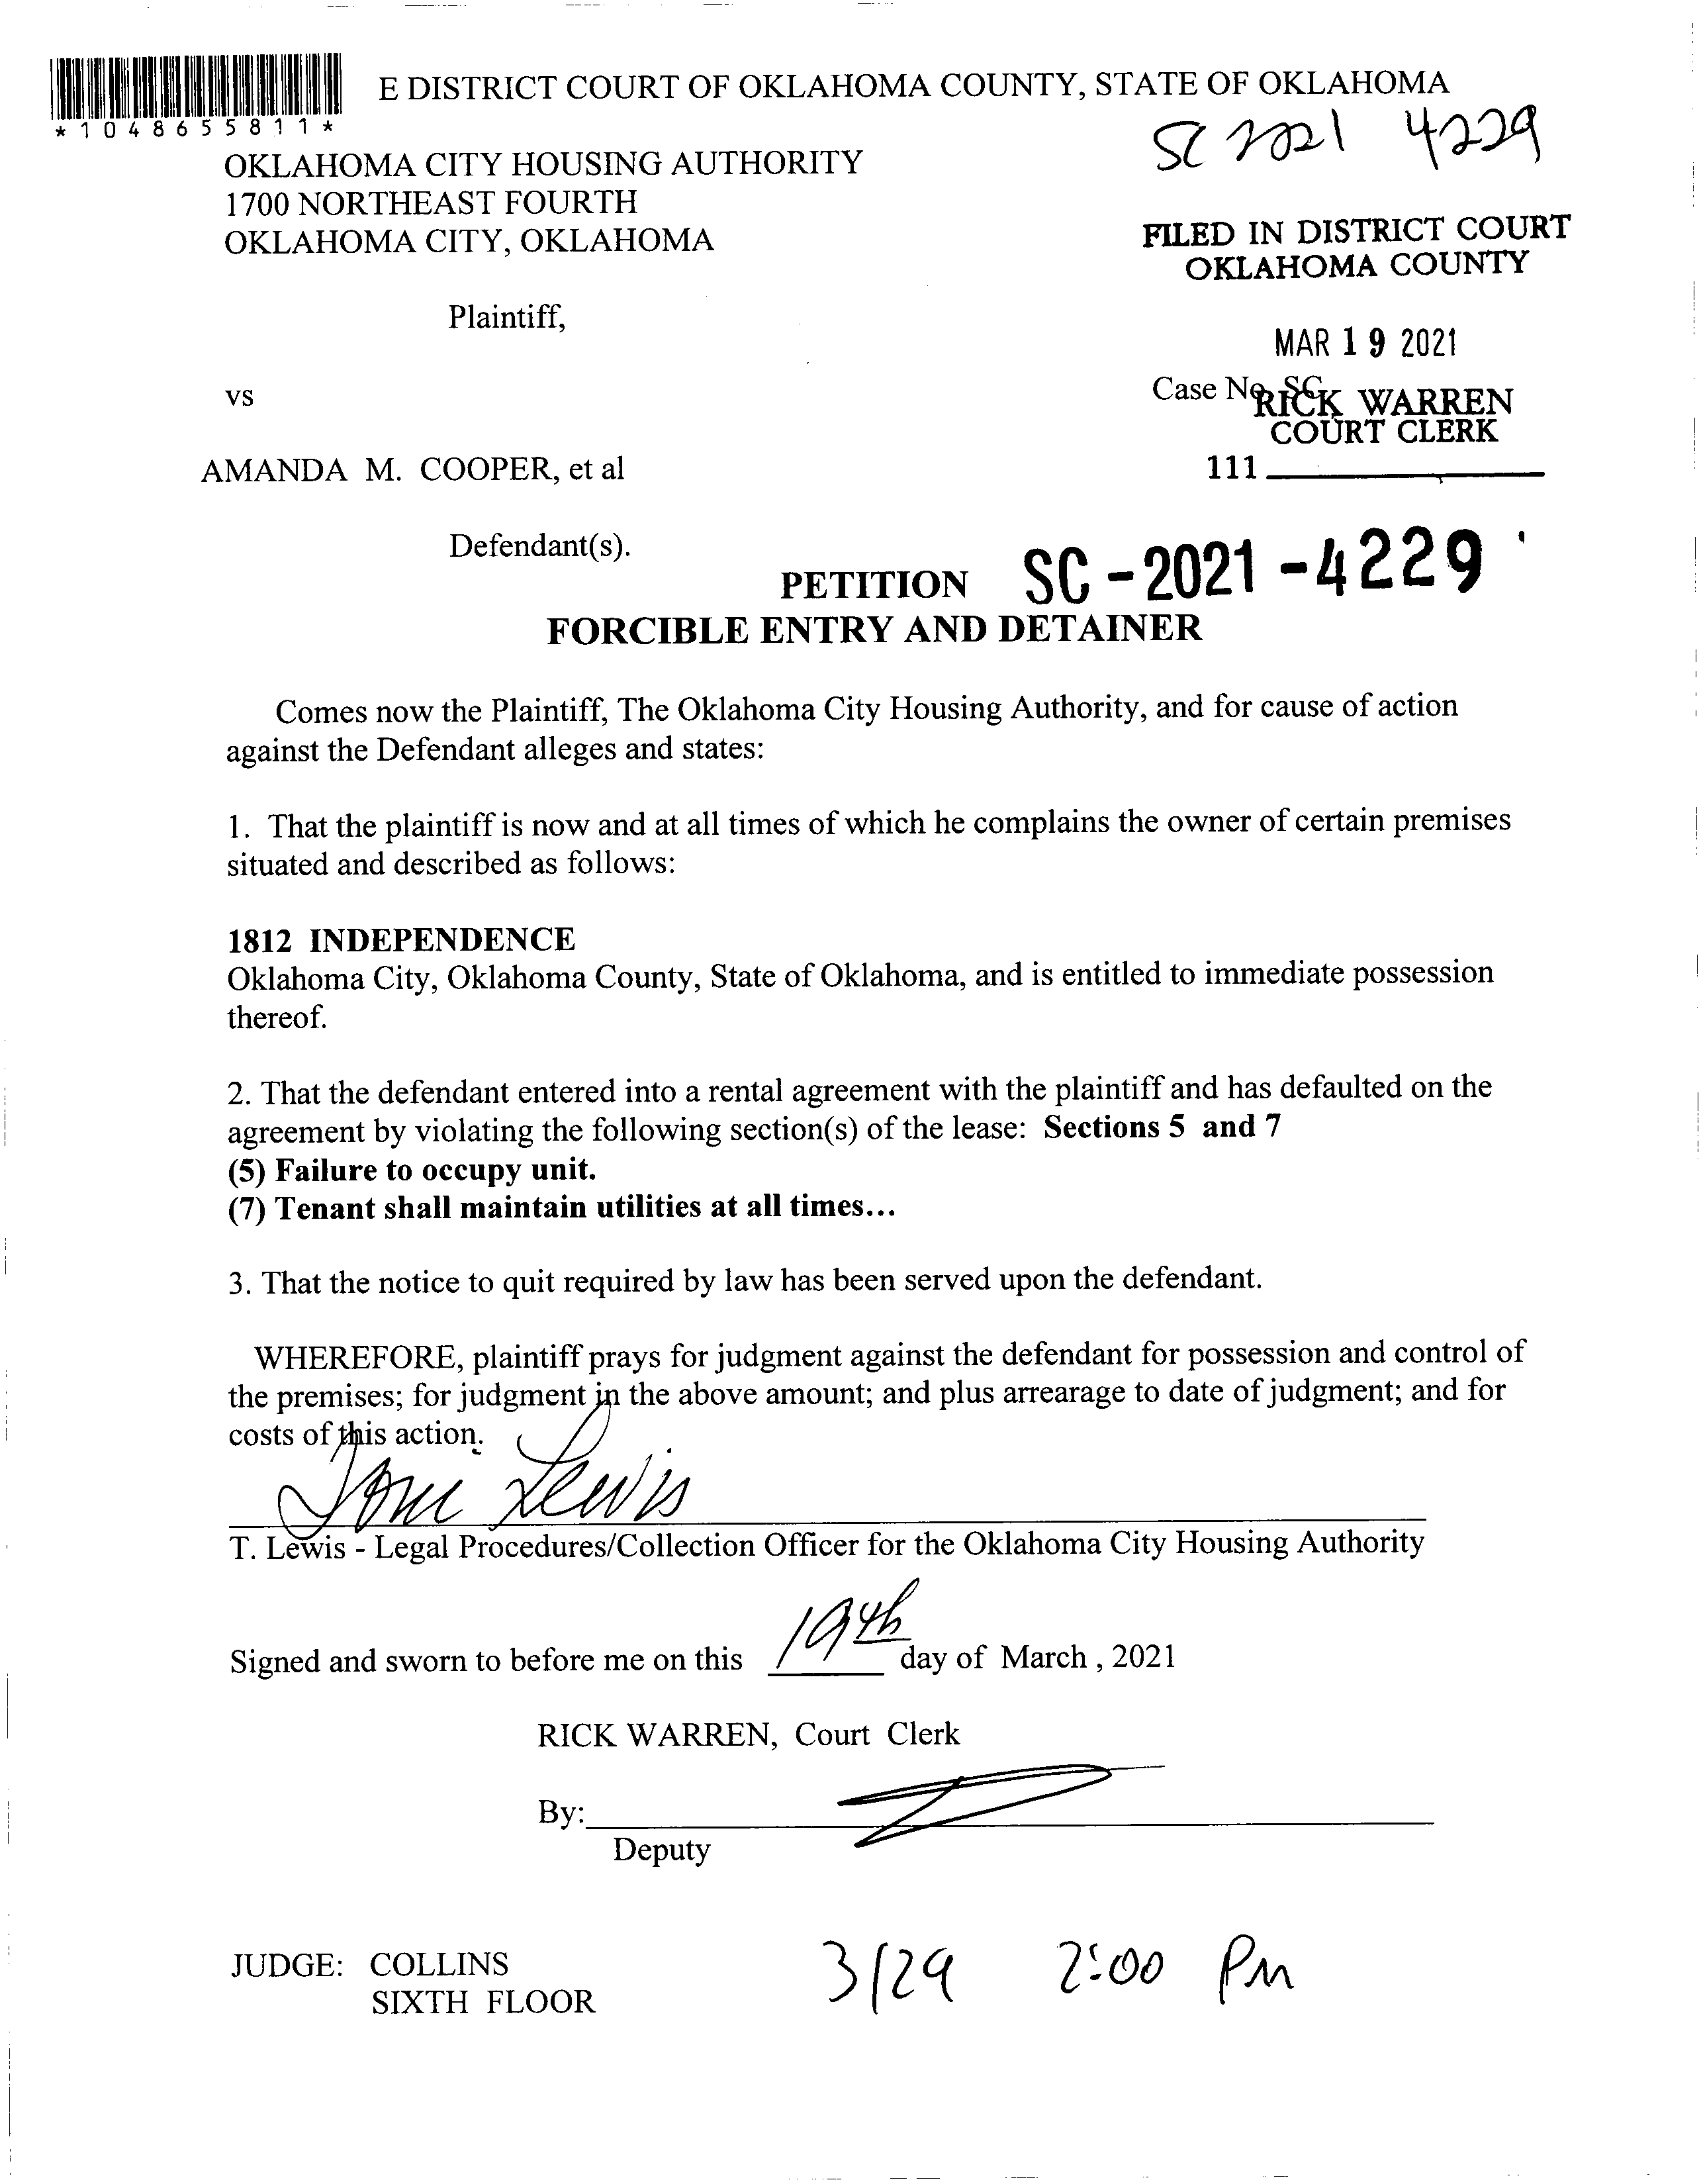 E DISTRICT COURT OF OKLAHOMA COUNTY, STATE OF OKLAHOMA
*1048655811*
SC 2021 4229
OKLAHOMA CITY HOUSING AUTHORITY
1700 NORTHEAST FOURTH
OKLAHOMA CITY, OKLAHOMA
FILED IN DISTRICT COURT
OKLAHOMA COUNTY
Plaintiff,
MAR 19 2021
vs
Case No. SC
RICK WARREN
COURT CLERK
AMANDA M. COOPER, et al
111
Defendant(s).
PETITION SC-2021-4229
FORCIBLE ENTRY AND DETAINER
Comes now the Plaintiff, The Oklahoma City Housing Authority, and for cause of action
against the Defendant alleges and states:
1. That the plaintiff is now and at all times of which he complains the owner of certain premises
situated and described as follows:
1812 INDEPENDENCE
Oklahoma City, Oklahoma County, State of Oklahoma, and is entitled to immediate possession
thereof.
2. That the defendant entered into a rental agreement with the plaintiff and has defaulted on the
agreement by violating the following section(s) of the lease: Sections 5 and 7
(5) Failure to occupy unit.
(7) Tenant shall maintain utilities at all times...
3. That the notice to quit required by law has been served upon the defendant.
WHEREFORE, plaintiff prays for judgment against the defendant for possession and control of
the premises; for judgment in the above amount; and plus arrearage to date of judgment; and for
costs of this action.
Lewis
T. Lewis - Legal Procedures/Collection Officer for the Oklahoma City Housing Authority
Signed and sworn to before me on this 19th day of March , 2021
RICK WARREN, Court Clerk
By:
Deputy
JUDGE: COLLINS
SIXTH FLOOR
3/29 2:00 PM